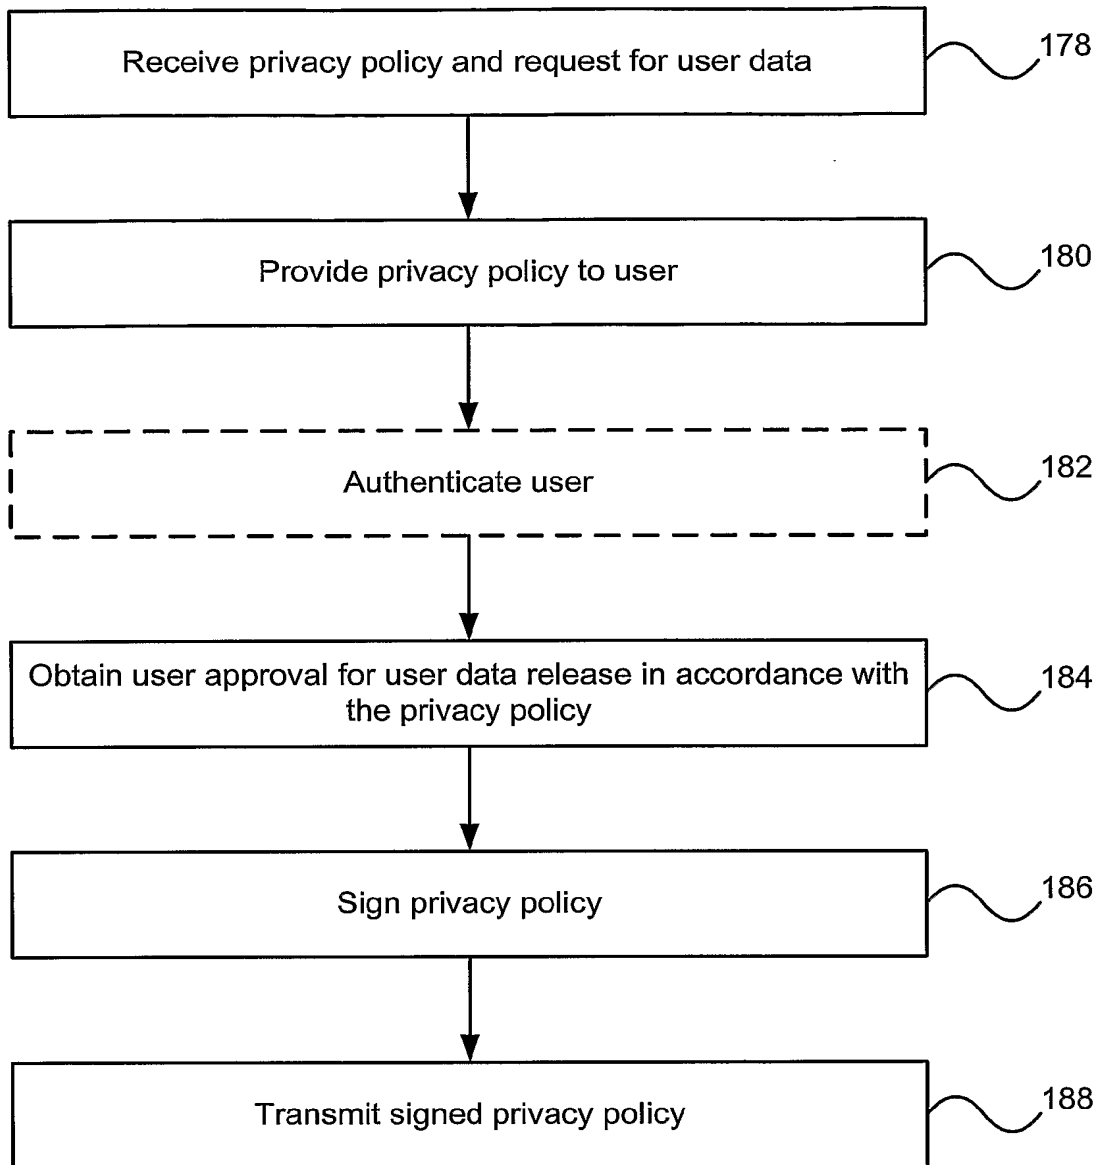 Receive privacy policy and request for user data
178
Provide privacy policy to user
180
Authenticate user
182
Obtain user approval for user data release in accordance with
the privacy policy
184
Sign privacy policy
186
Transmit signed privacy policy
188